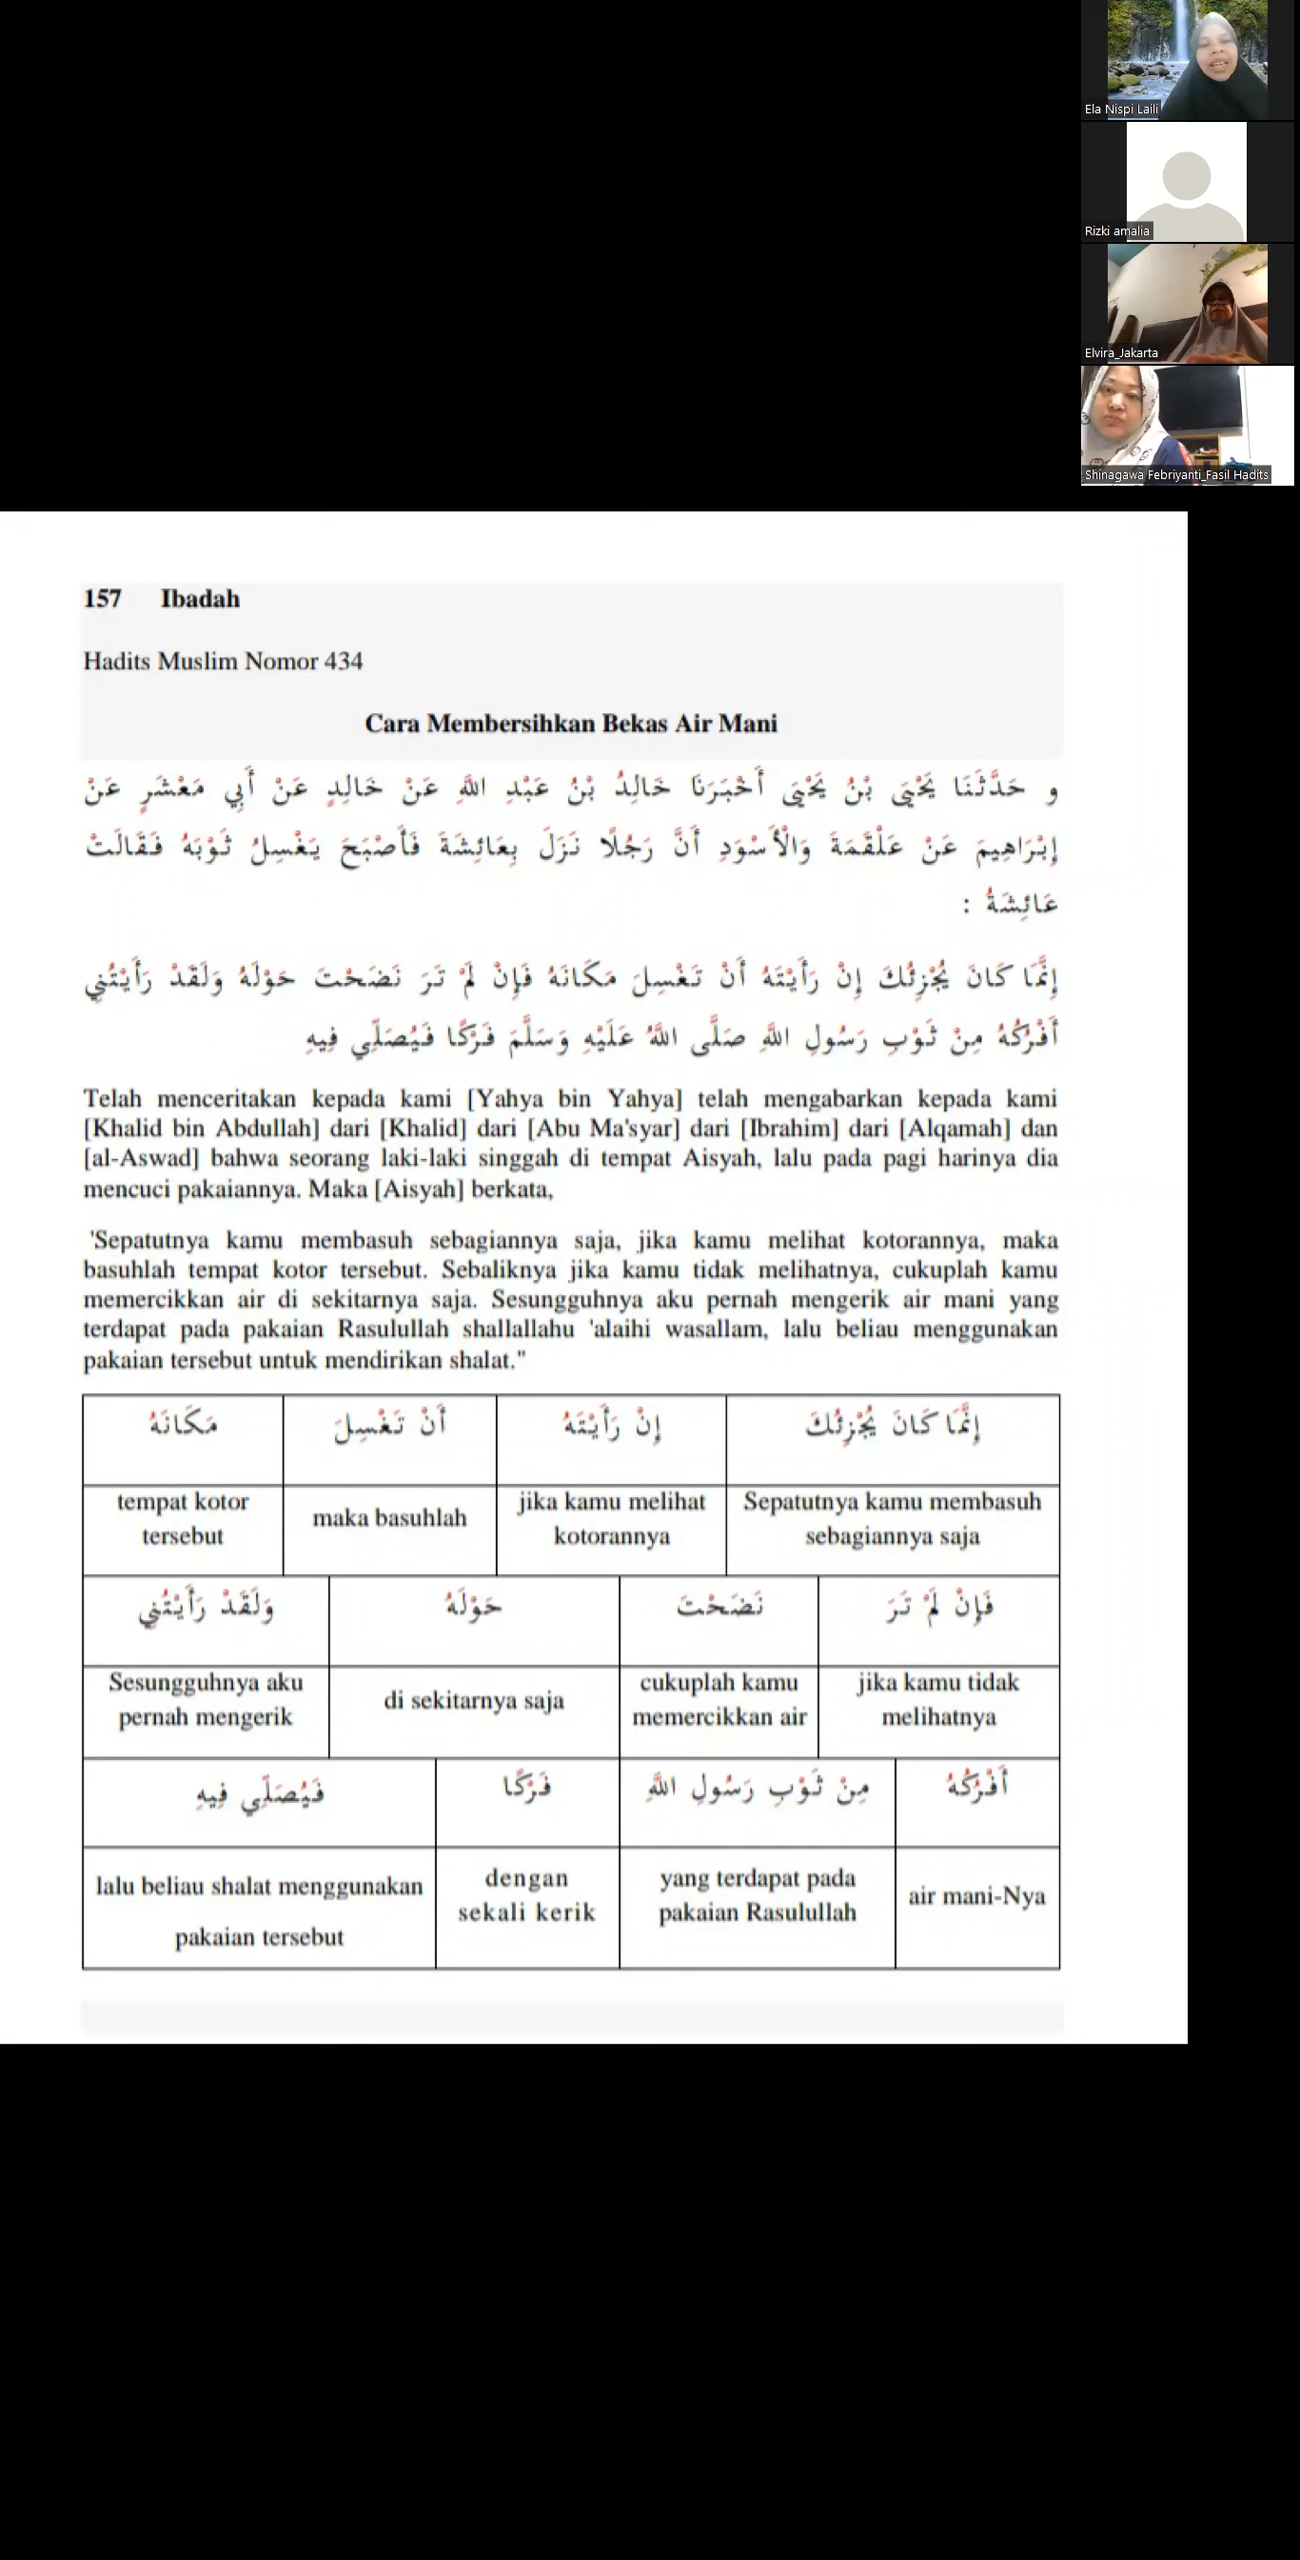 Ela Nispi Laili
Rizki amalia
Elvira_Jakarta
Shinagawa Febriyanti_Fasil Hadits
157 Ibadah
Hadits Muslim Nomor 434
Cara Membersihkan Bekas Air Mani
و حَدَّثَنَا يَحْيَى بْنُ يَحْيَى أَخْبَرَنَا خَالِدُ بْنُ عَبْدِ اللَّهِ عَنْ خَالِدٍ عَنْ أَبِي مَعْشَرٍ عَنْ
إِبْرَاهِيمَ عَنْ عَلْقَمَةَ وَالْأَسْوَدِ أَنَّ رَجُلًا نَزَلَ بِعَائِشَةَ فَأَصْبَحَ يَغْسِلُ ثَوْبَهُ فَقَالَتْ
عَائِشَةُ :
إِنَّمَا كَانَ يُجْزِئُكَ إِنْ رَأَيْتَهُ أَنْ تَغْسِلَ مَكَانَهُ فَإِنْ لَمْ تَرَ نَضَحْتَ حَوْلَهُ وَلَقَدْ رَأَيْتُنِي
أَفْرُكُهُ مِنْ ثَوْبِ رَسُولِ اللَّهِ صَلَّى اللَّهُ عَلَيْهِ وَسَلَّمَ فَرْكًا فَيُصَلِّي فِيهِ
Telah menceritakan kepada kami [Yahya bin Yahya] telah mengabarkan kepada kami
[Khalid bin Abdullah] dari [Khalid] dari [Abu Ma'syar] dari [Ibrahim] dari [Alqamah] dan
[al-Aswad] bahwa seorang laki-laki singgah di tempat Aisyah, lalu pada pagi harinya dia
mencuci pakaiannya. Maka [Aisyah] berkata,
'Sepatutnya kamu membasuh sebagiannya saja, jika kamu melihat kotorannya, maka
basuhlah tempat kotor tersebut. Sebaliknya jika kamu tidak melihatnya, cukuplah kamu
memercikkan air di sekitarnya saja. Sesungguhnya aku pernah mengerik air mani yang
terdapat pada pakaian Rasulullah shallallahu 'alaihi wasallam, lalu beliau menggunakan
pakaian tersebut untuk mendirikan shalat."
إِنَّمَا كَانَ يُجْزِئُكَ
إِنْ رَأَيْتَهُ
أَنْ تَغْسِلَ
مَكَانَهُ
Sepatutnya kamu membasuh
sebagiannya saja
jika kamu melihat
kotorannya
maka basuhlah
tempat kotor
tersebut
فَإِنْ لَمْ تَرَ
نَضَحْتَ
حَوْلَهُ
وَلَقَدْ رَأَيْتُنِي
jika kamu tidak
melihatnya
cukuplah kamu
memercikkan air
di sekitarnya saja
Sesungguhnya aku
pernah mengerik
أَفْرُكُهُ
مِنْ ثَوْبِ رَسُولِ اللَّهِ
فَرْكًا
فَيُصَلِّي فِيهِ
air mani-Nya
yang terdapat pada
pakaian Rasulullah
dengan
sekali kerik
lalu beliau shalat menggunakan
pakaian tersebut